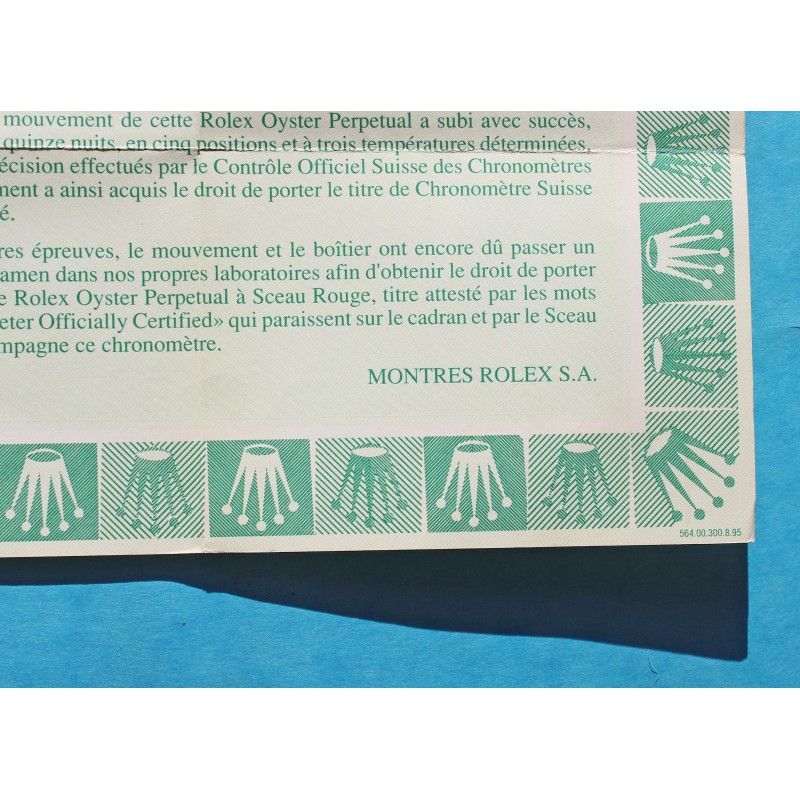 mouvement de cette Rolex Oyster Perpetual a subi avec succès,
quinze nuits, en cinq positions et à trois températures déterminées,
écision effectués par le Contrôle Officiel Suisse des Chronomètres
ment a ainsi acquis le droit de porter le titre de Chronomètre Suisse
é.
res épreuves, le mouvement et le boîtier ont encore dû passer un
amen dans nos propres laboratoires afin d'obtenir le droit de porter
e Rolex Oyster Perpetual à Sceau Rouge, titre attesté par les mots
eter Officially Certified» qui paraissent sur le cadran et par le Sceau
mpagne ce chronomètre.
MONTRES ROLEX S.A.
564.00.300.8.95